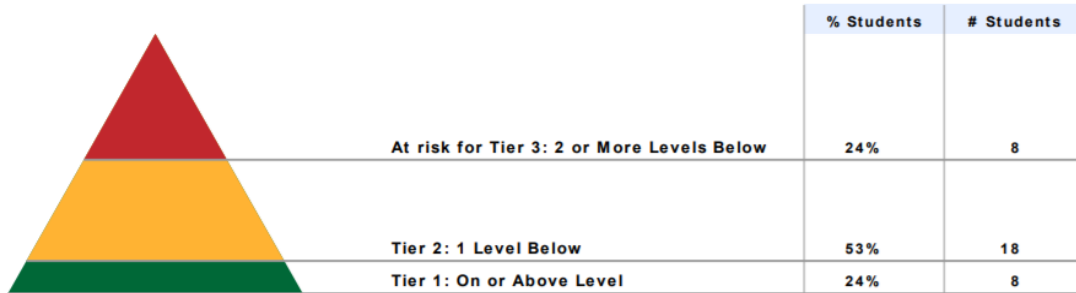 % Students # Students
At risk for Tier 3: 2 or More Levels Below 24% 8
Tier 2: 1 Level Below 53% 18
Tier 1: On or Above Level 24% 8